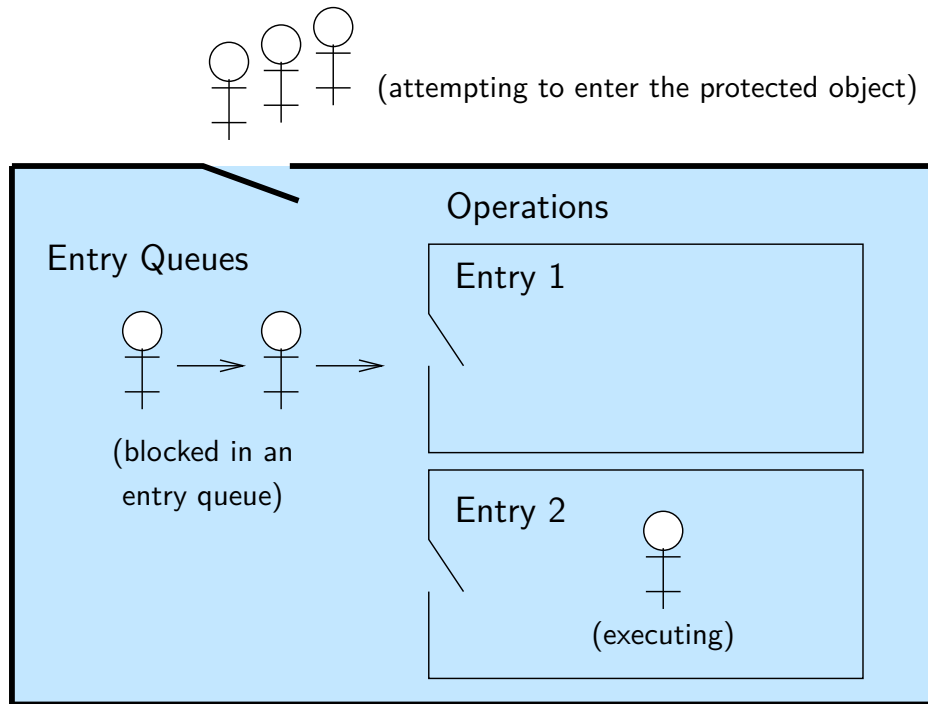 (attempting to enter the protected object)
Operations
Entry Queues
Entry 1
(blocked in an
entry queue)
Entry 2
(executing)